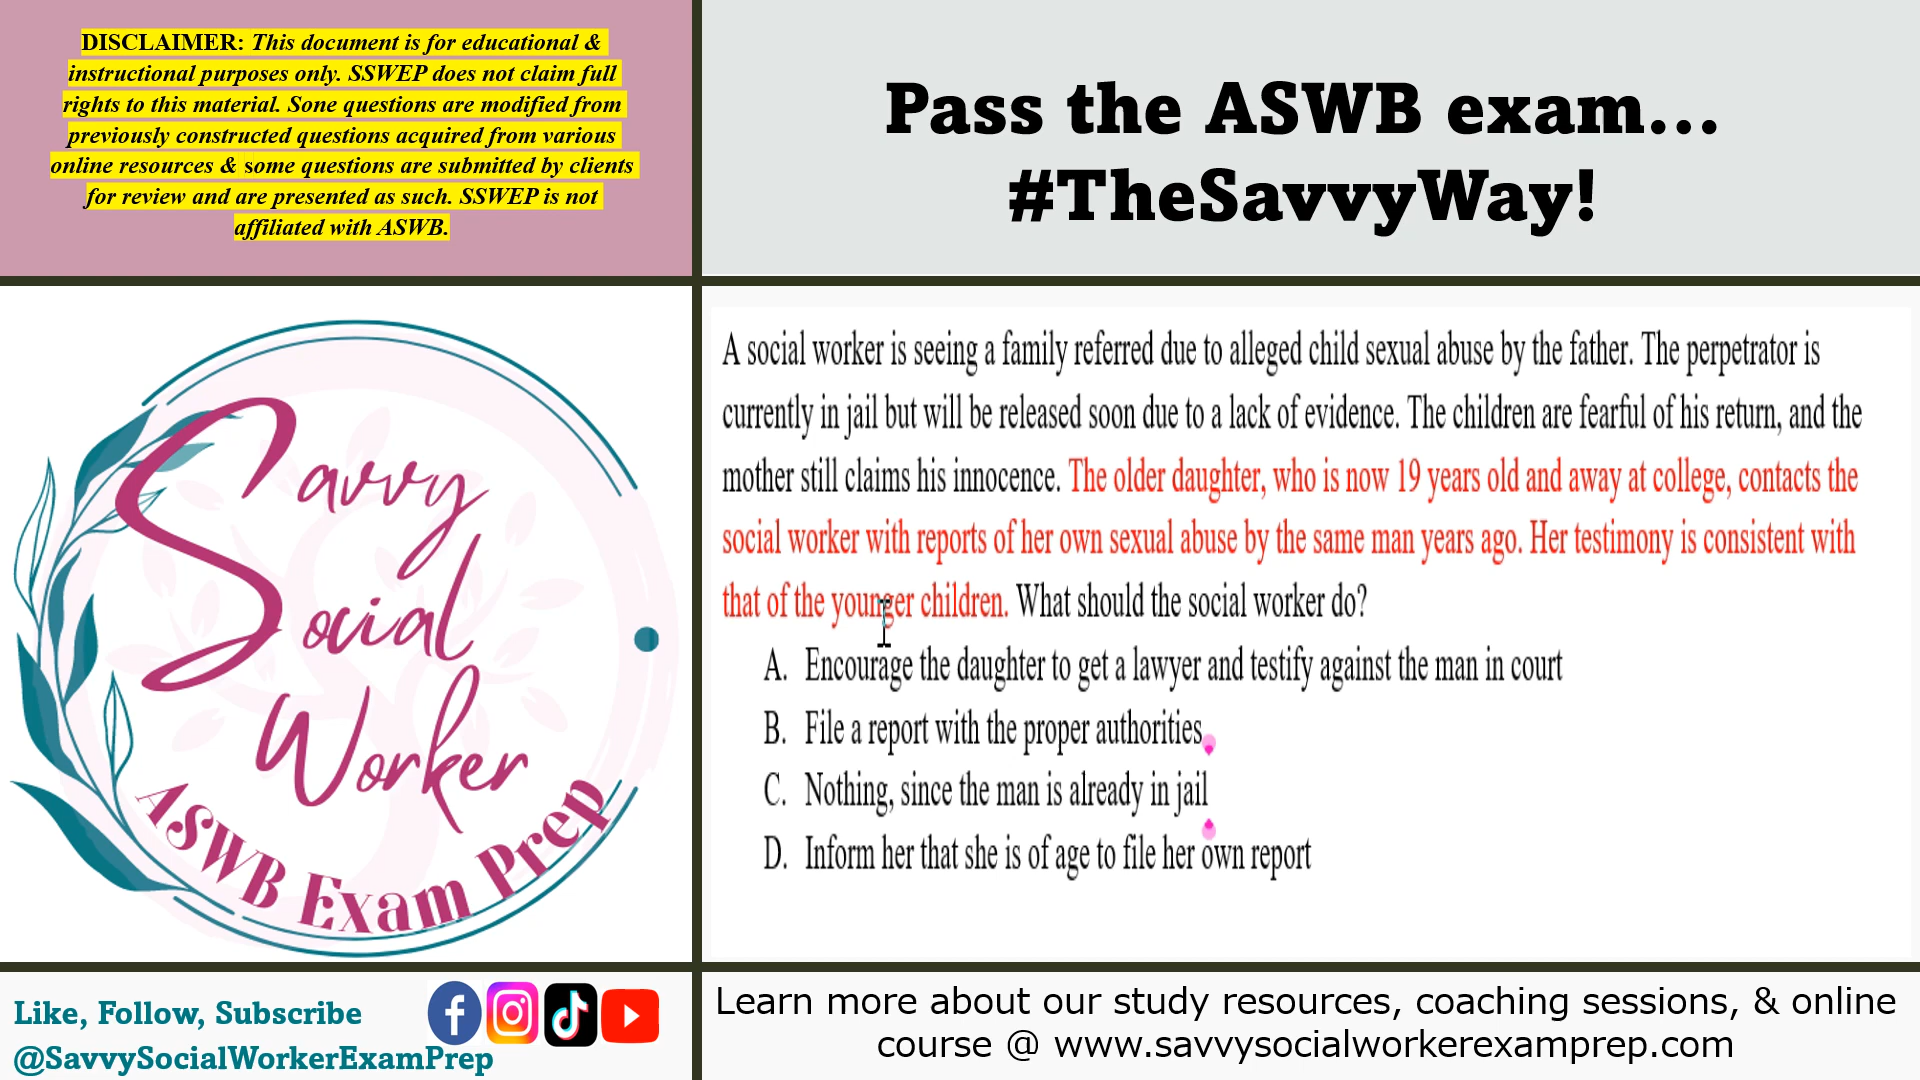 DISCLAIMER: This document is for educational &
instructional purposes only. SSWEP does not claim full
rights to this material. Sone questions are modified from
previously constructed questions acquired from various
online resources & some questions are submitted by clients
for review and are presented as such. SSWEP is not
affiliated with ASWB.
Pass the ASWB exam...
#TheSavvyWay!
Savvy
Social
Worker
ASWB Exam Prep
A social worker is seeing a family referred due to alleged child sexual abuse by the father. The perpetrator is
currently in jail but will be released soon due to a lack of evidence. The children are fearful of his return, and the
mother still claims his innocence. The older daughter, who is now 19 years old and away at college, contacts the
social worker with reports of her own sexual abuse by the same man years ago. Her testimony is consistent with
that of the younger children. What should the social worker do?
A. Encourage the daughter to get a lawyer and testify against the man in court
B. File a report with the proper authorities
C. Nothing, since the man is already in jail
D. Inform her that she is of age to file her own report
Like, Follow, Subscribe
@SavvySocialWorkerExamPrep
Learn more about our study resources, coaching sessions, & online
course @ www.savvysocialworkerexamprep.com